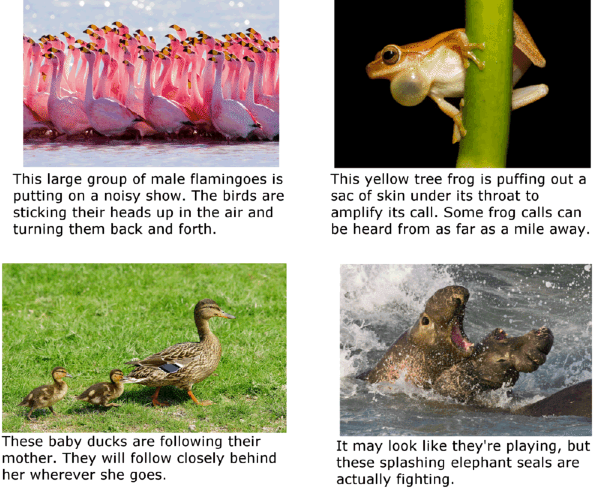 This large group of male flamingoes is
putting on a noisy show. The birds are
sticking their heads up in the air and
turning them back and forth.
This yellow tree frog is puffing out a
sac of skin under its throat to
amplify its call. Some frog calls can
be heard from as far as a mile away.
These baby ducks are following their
mother. They will follow closely behind
her wherever she goes.
It may look like they're playing, but
these splashing elephant seals are
actually fighting.